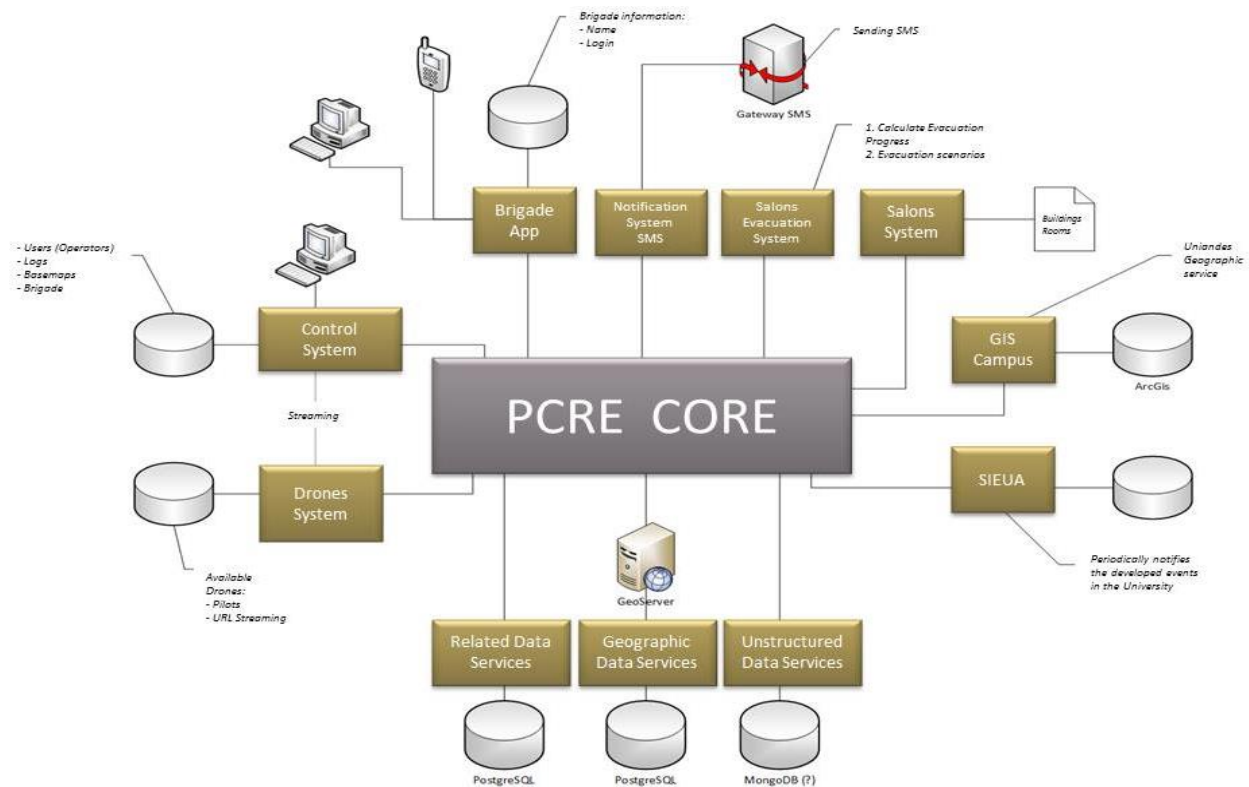 Brigade information:
- Name
- Login
Sending SMS
Gateway SMS
1. Calculate Evacuation
Progress
2. Evacuation scenarios
Brigade
App
Notification
System
SMS
Salons
Evacuation
System
Salons
System
Buildings
Rooms
- Users (Operators)
- Logs
- Basemaps
- Brigade
Uniandes
Geographic
service
Control
System
GIS
Campus
ArcGis
Streaming
PCRE CORE
Drones
System
SIEUA
Available
Drones:
- Pilots
- URL Streaming
GeoServer
Periodically notifies
the developed events
in the University
Related Data
Services
Geographic
Data Services
Unstructured
Data Services
PostgreSQL
PostgreSQL
MongoDB (?)